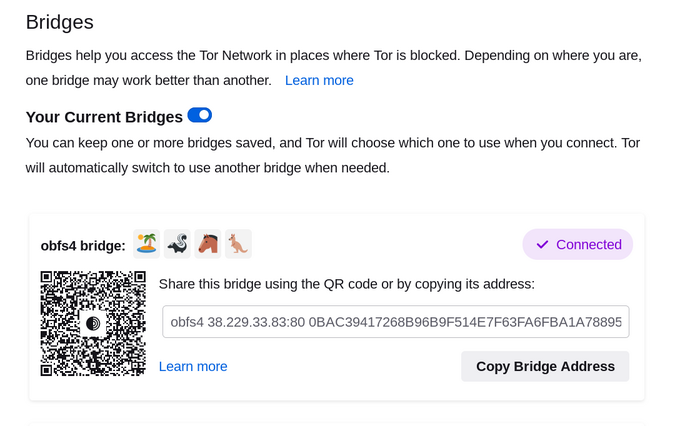 Bridges
Bridges help you access the Tor Network in places where Tor is blocked. Depending on where you are,
one bridge may work better than another. Learn more
Your Current Bridges
You can keep one or more bridges saved, and Tor will choose which one to use when you connect. Tor
will automatically switch to use another bridge when needed.
obfs4 bridge:
Connected
Share this bridge using the QR code or by copying its address:
obfs4 38.229.33.83:80 0BAC39417268B96B9F514E7F63FA6FBA1A78895
Learn more
Copy Bridge Address